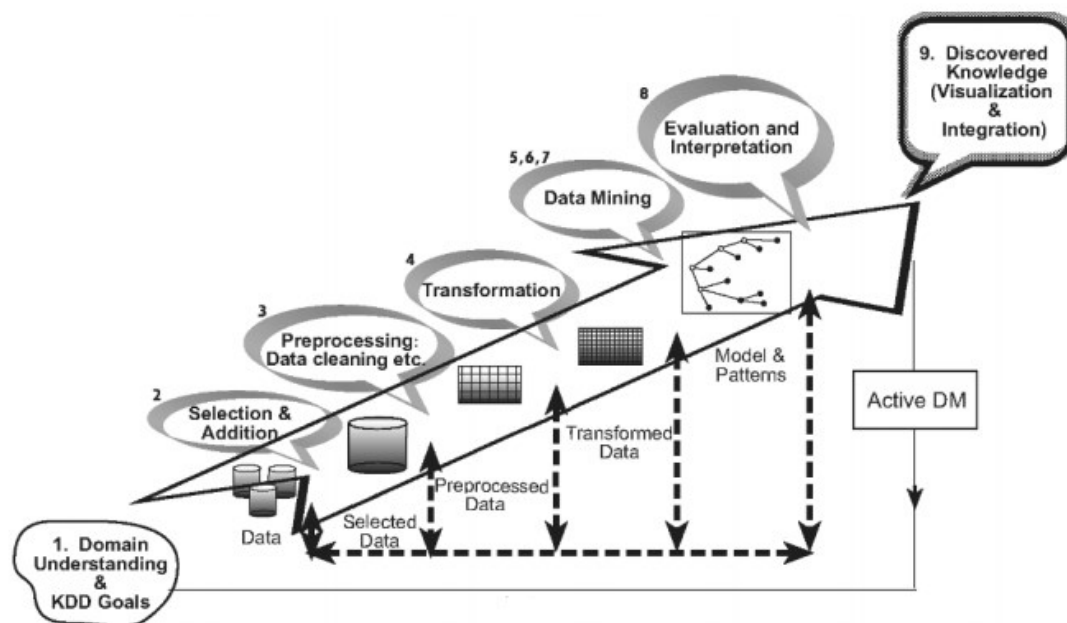 9. Discovered
Knowledge
(Visualization
&
Integration)
8
Evaluation and
Interpretation
5, 6, 7
Data Mining
4
Transformation
3
Preprocessing:
Data cleaning etc.
2
Selection &
Addition
1. Domain
Understanding
&
KDD Goals
Data
Selected
Data
Preprocessed
Data
Transformed
Data
Model &
Patterns
Active DM